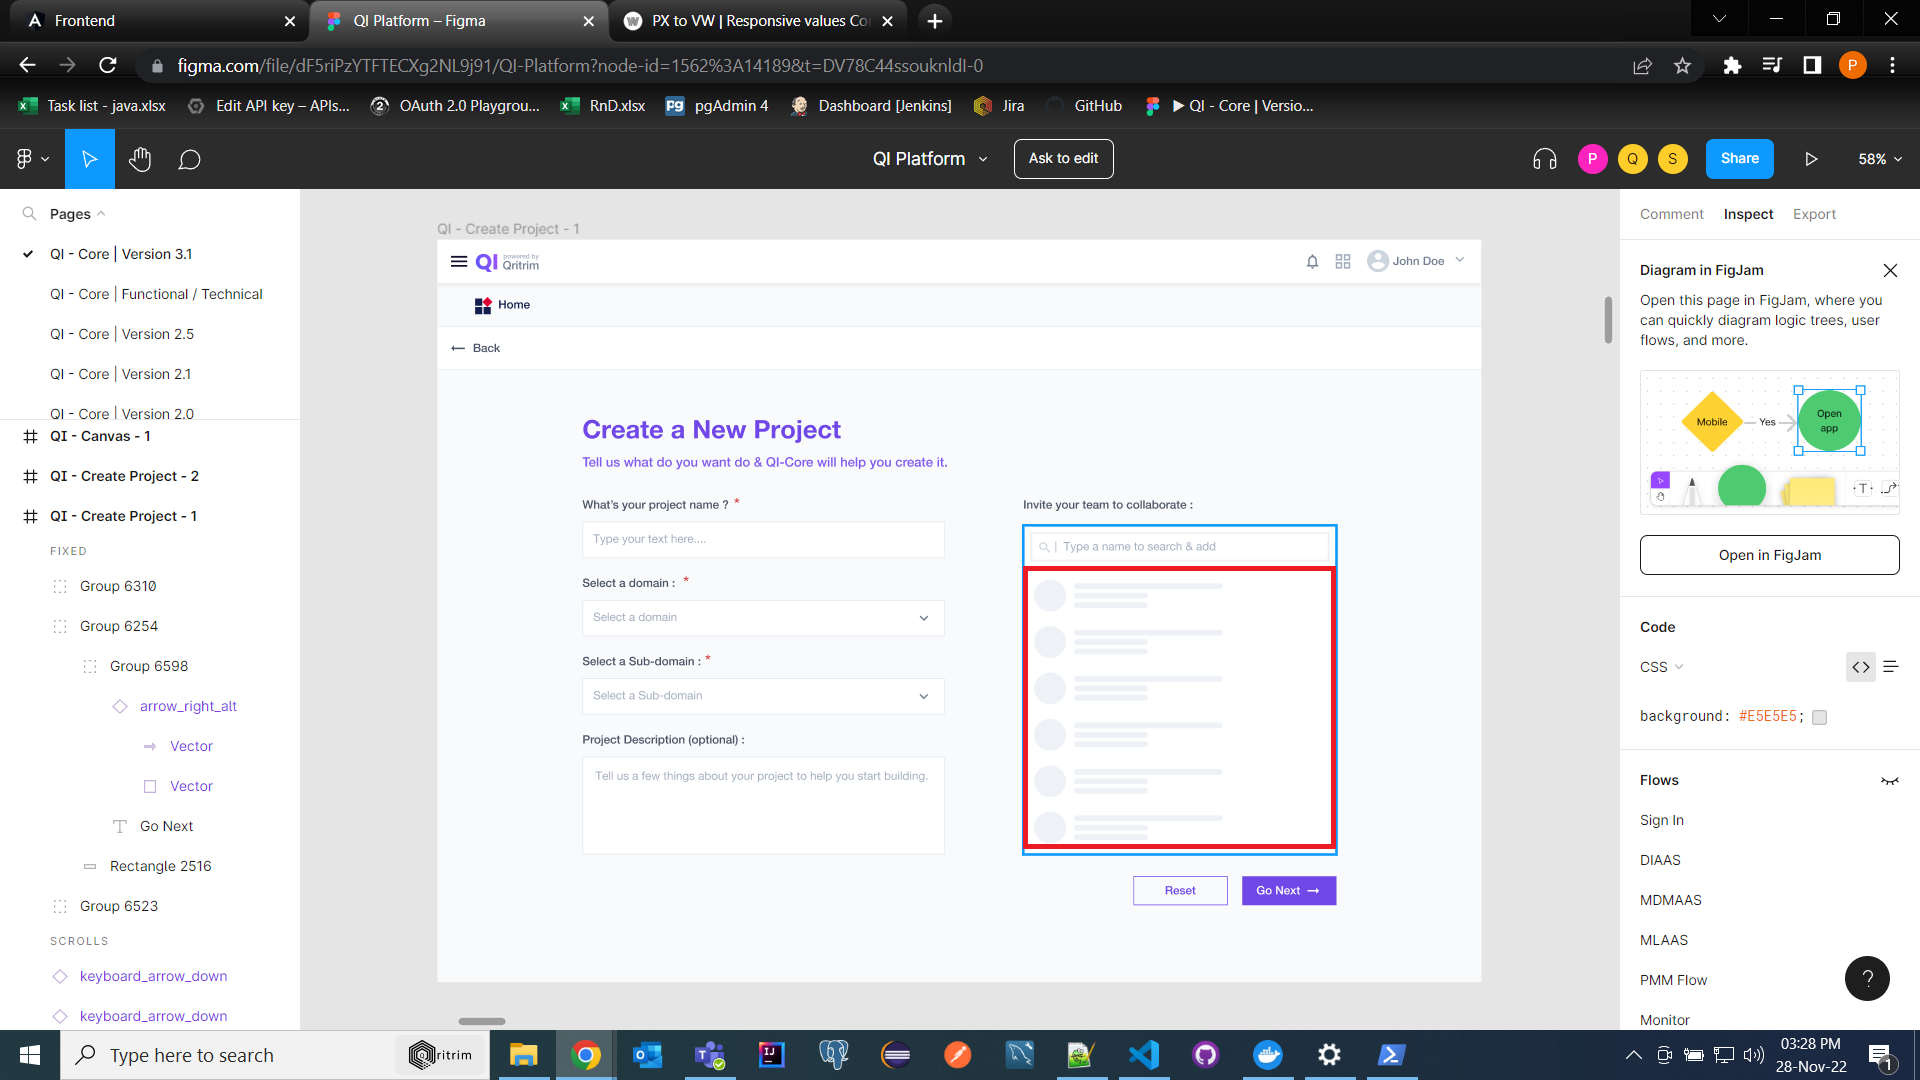 Frontend
QI Platform – Figma
PX to VW | Responsive values Co
figma.com/file/dF5riPzYTFTECXg2NL9j91/QI-Platform?node-id=1562%3A14189&t=DV78C44ssouknldI-0
P
Task list - java.xlsx
Edit API key – APIs...
OAuth 2.0 Playgrou...
RnD.xlsx
pgAdmin 4
Dashboard [Jenkins]
Jira
GitHub
▶ QI - Core | Versio...
QI Platform
Ask to edit
P
Q
S
Share
58%
Pages
QI - Core | Version 3.1
QI - Core | Functional / Technical
QI - Core | Version 2.5
QI - Core | Version 2.1
QI - Core | Version 2.0
QI - Canvas - 1
QI - Create Project - 2
QI - Create Project - 1
FIXED
Group 6310
Group 6254
Group 6598
arrow_right_alt
Vector
Vector
Go Next
Rectangle 2516
Group 6523
SCROLLS
keyboard_arrow_down
keyboard_arrow_down
QI - Create Project - 1
QI powered by Qritrim
John Doe
Home
Back
Create a New Project
Tell us what do you want do & QI-Core will help you create it.
What's your project name ? *
Type your text here....
Select a domain : *
Select a domain
Select a Sub-domain : *
Select a Sub-domain
Project Description (optional) :
Tell us a few things about your project to help you start building.
Invite your team to collaborate :
Type a name to search & add
Reset
Go Next
Comment
Inspect
Export
Diagram in FigJam
Open this page in FigJam, where you
can quickly diagram logic trees, user
flows, and more.
Mobile
Yes
Open
app
T
Open in FigJam
Code
CSS
background: #E5E5E5;
Flows
Sign In
DIAAS
MDMAAS
MLAAS
PMM Flow
Monitor
?
Type here to search
Qritrim
03:28 PM
28-Nov-22
1